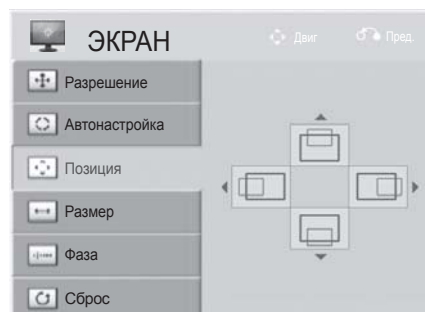 ЭКРАН
Двиг
Пред.
Разрешение
Автонастройка
Позиция
Размер
Фаза
Сброс